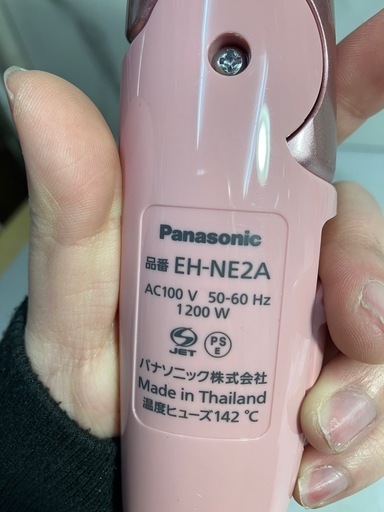 Panasonic
品番 EH-NE2A
AC100 V 50-60 Hz
1200 W
S JET PS E
パナソニック株式会社
Made in Thailand
温度ヒューズ142 ℃